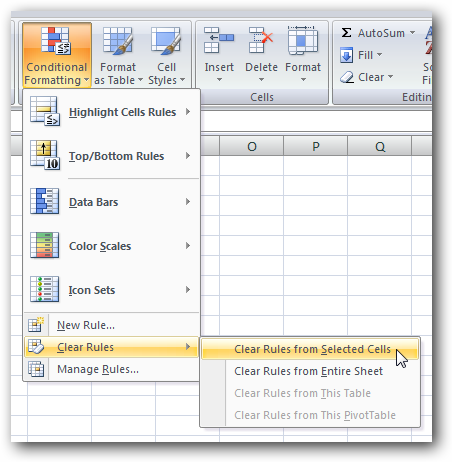 Conditional Formatting
Format as Table
Cell Styles
Insert
Delete
Format
Σ AutoSum
Fill
Clear
Cells
Editin
Highlight Cells Rules
Top/Bottom Rules
10
Data Bars
Color Scales
Icon Sets
New Rule...
Clear Rules
Manage Rules...
O P Q
Clear Rules from Selected Cells
Clear Rules from Entire Sheet
Clear Rules from This Table
Clear Rules from This PivotTable